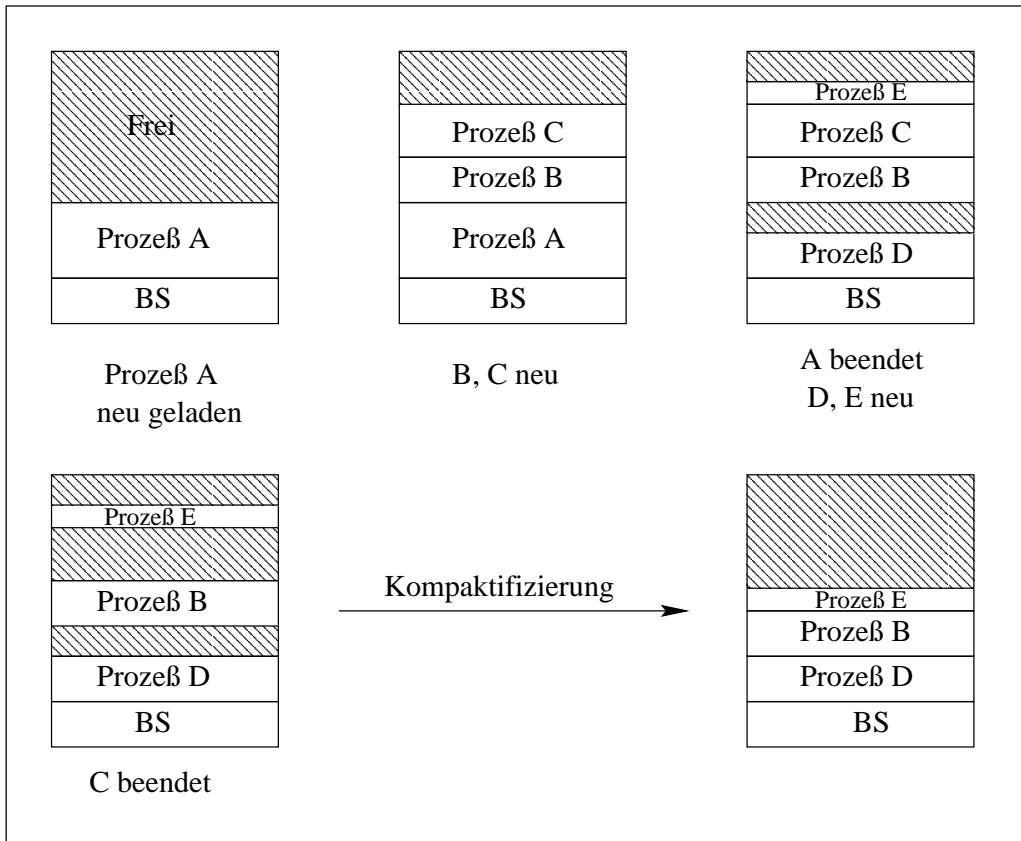 Frei
Prozeß A
BS
Prozeß A
neu geladen
Prozeß C
Prozeß B
Prozeß A
BS
B, C neu
Prozeß E
Prozeß C
Prozeß B
Prozeß D
BS
A beendet
D, E neu
Prozeß E
Prozeß B
Prozeß D
BS
C beendet
Kompaktifizierung
Prozeß E
Prozeß B
Prozeß D
BS